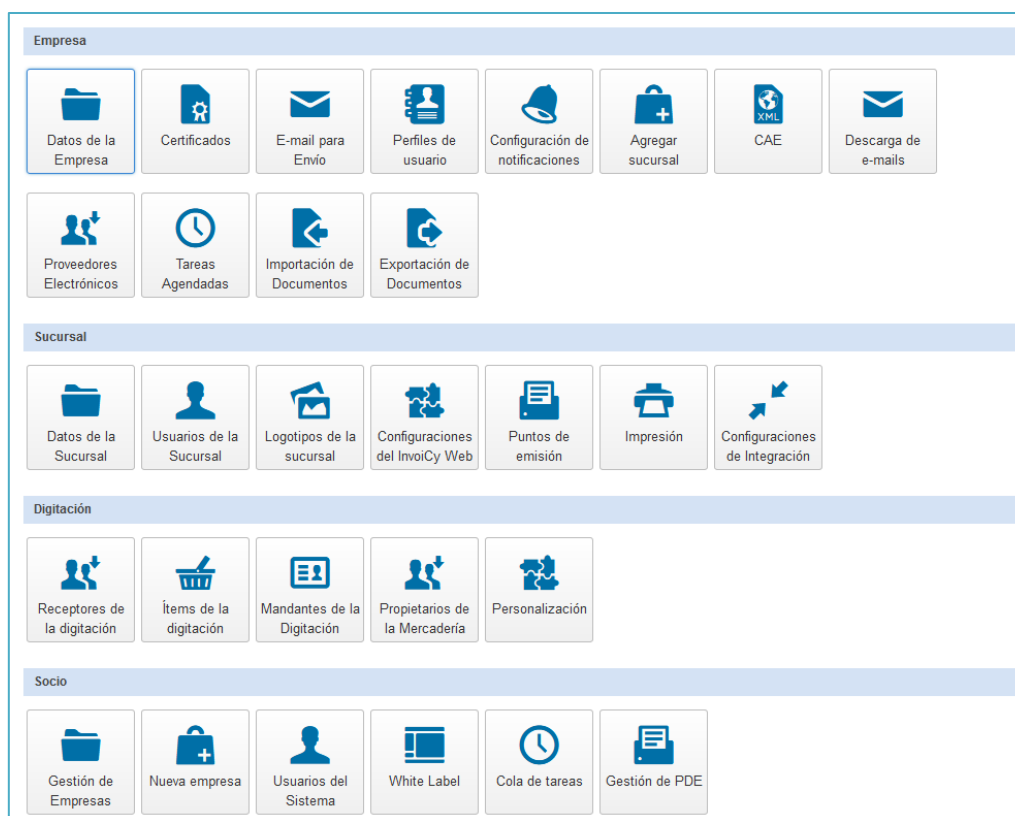 Empresa
Datos de la
Empresa
Certificados
E-mail para
Envío
Perfiles de
usuario
Configuración de
notificaciones
Agregar
sucursal
XML
CAE
Descarga de
e-mails
Proveedores
Electrónicos
Tareas
Agendadas
Importación de
Documentos
Exportación de
Documentos
Sucursal
Datos de la
Sucursal
Usuarios de la
Sucursal
Logotipos de la
sucursal
Configuraciones
del InvoiCy Web
Puntos de
emisión
Impresión
Configuraciones
de Integración
Digitación
Receptores de
la digitación
Ítems de la
digitación
Mandantes de la
Digitación
Propietarios de
la Mercadería
Personalización
Socio
Gestión de
Empresas
Nueva empresa
Usuarios del
Sistema
White Label
Cola de tareas
Gestión de PDE